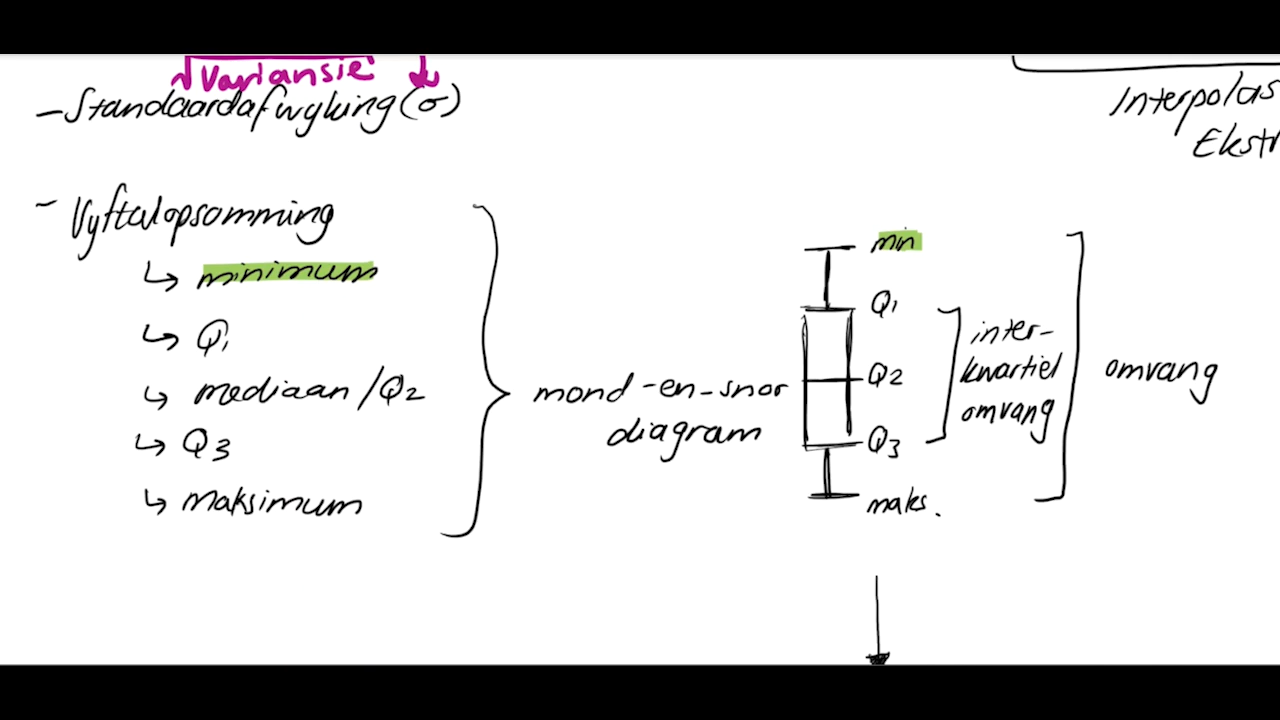 √Variansie
- Standaardafwyking (σ)
Interpolas
Ekstr
- Vyftalopsomming
↳ minimum
↳ Q1
↳ mediaan / Q2
↳ Q3
↳ maksimum
mond-en-snor
diagram
min
Q1
Q2
Q3
maks.
inter-
kwartiel
omvang
omvang